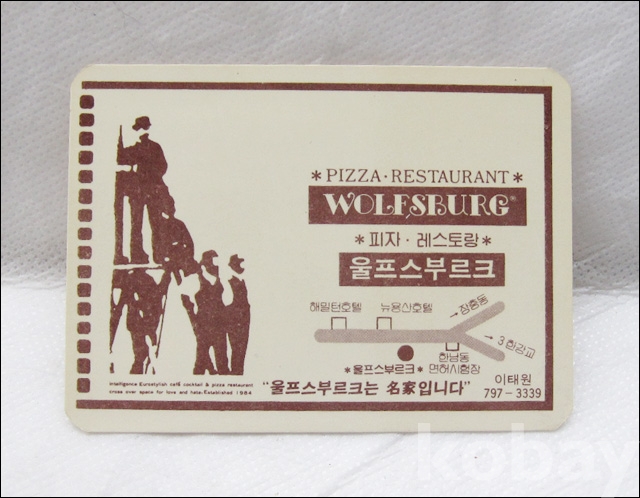 *PIZZA·RESTAURANT*
WOLFSBURG®
*피자·레스토랑*
울프스부르크
해밀턴호텔
뉴용산호텔
→장충동
→3한강교
*울프스부르크*
한남동
면허시험장
Intelligence Eurostylish café cocktail & pizza restaurant
cross over space for love and hate·Established 1984
"울프스부르크는 名家입니다"
이태원
797-3339
kobay